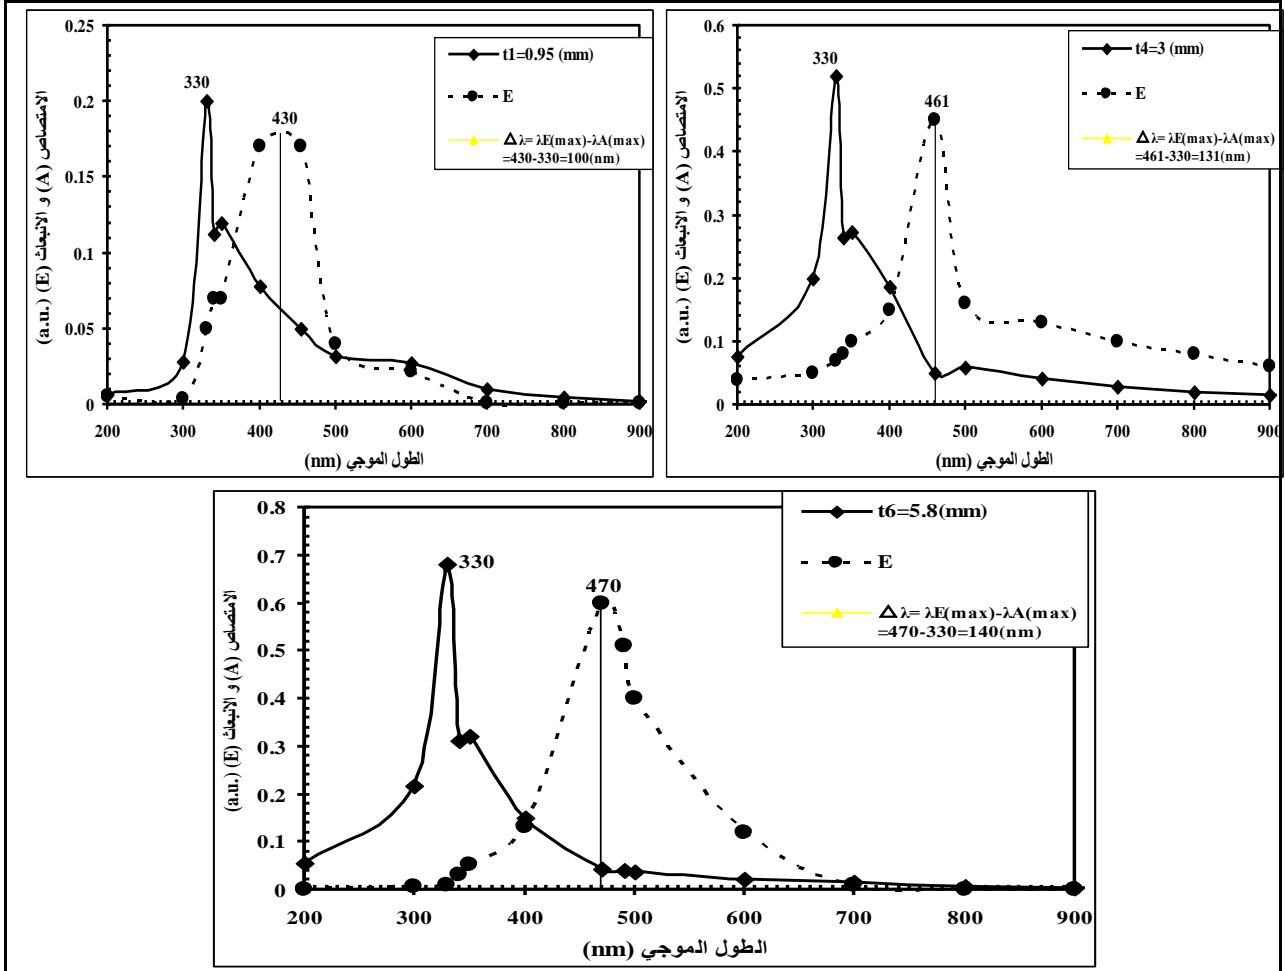 0.25
0.2
0.15
0.1
0.05
0
200 300 400 500 600 700 800 900
330
430
t1=0.95 (mm)
E
Δ λ= λE(max)-λA(max)
=430-330=100(nm)
الامتصاص (A) و الانبعاث (E) (a.u.)
الطول الموجي (nm)
0.6
0.5
0.4
0.3
0.2
0.1
0
200 300 400 500 600 700 800 900
330
461
t4=3 (mm)
E
Δ λ= λE(max)-λA(max)
=461-330=131(nm)
الامتصاص (A) و الانبعاث (E) (a.u.)
الطول الموجي (nm)
0.8
0.7
0.6
0.5
0.4
0.3
0.2
0.1
0
200 300 400 500 600 700 800 900
330
470
t6=5.8(mm)
E
Δ λ= λE(max)-λA(max)
=470-330=140(nm)
الامتصاص (A) و الانبعاث (E) (a.u.)
الطول الموجي (nm)